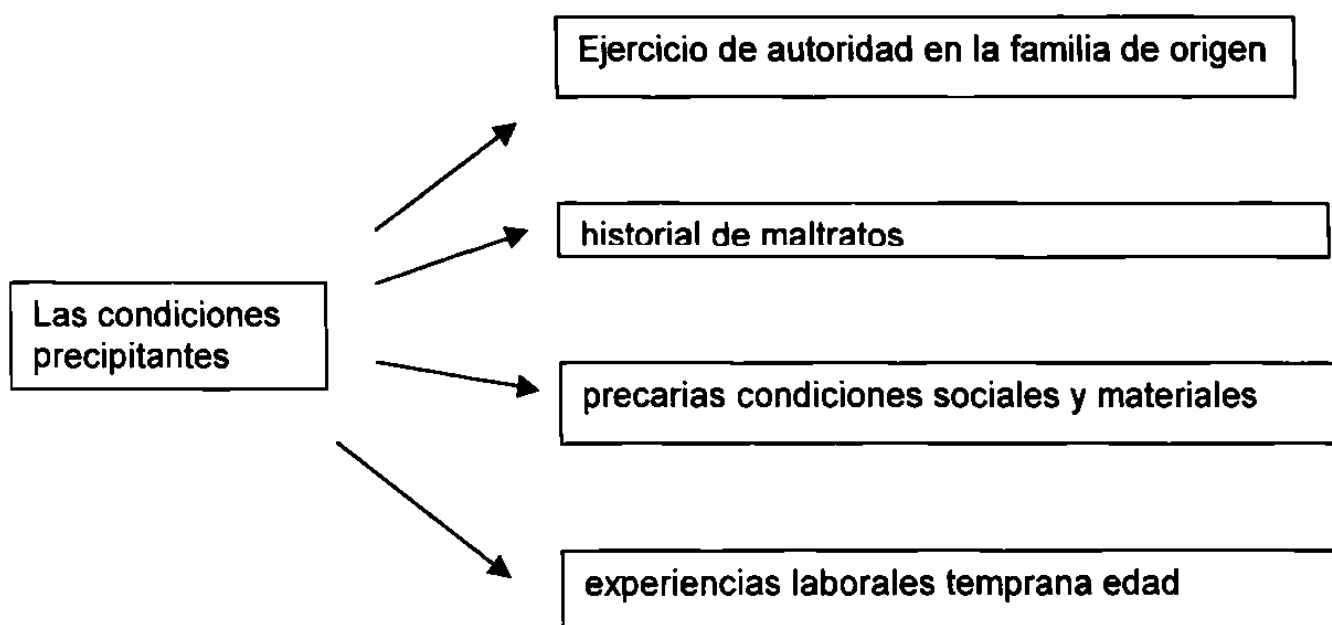 Ejercicio de autoridad en la familia de origen
historial de maltratos
Las condiciones
precipitantes
precarias condiciones sociales y materiales
experiencias laborales temprana edad